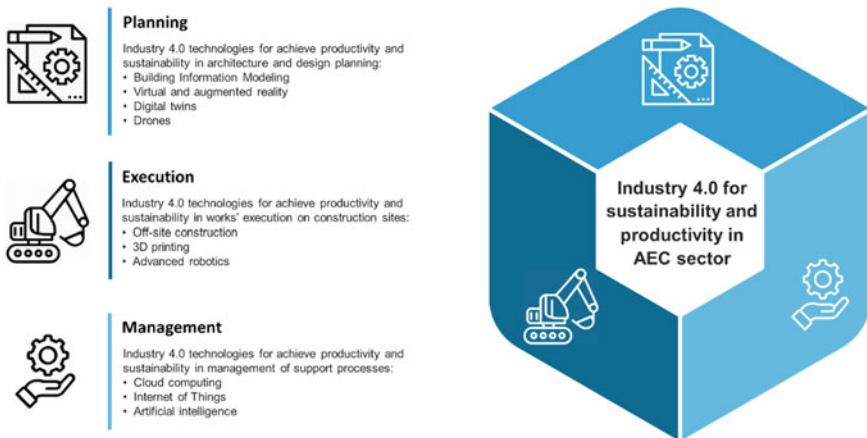 Planning
Industry 4.0 technologies for achieve productivity and
sustainability in architecture and design planning:
• Building Information Modeling
• Virtual and augmented reality
• Digital twins
• Drones
Execution
Industry 4.0 technologies for achieve productivity and
sustainability in works' execution on construction sites:
• Off-site construction
• 3D printing
• Advanced robotics
Management
Industry 4.0 technologies for achieve productivity and
sustainability in management of support processes:
• Cloud computing
• Internet of Things
• Artificial intelligence
Industry 4.0 for
sustainability and
productivity in
AEC sector